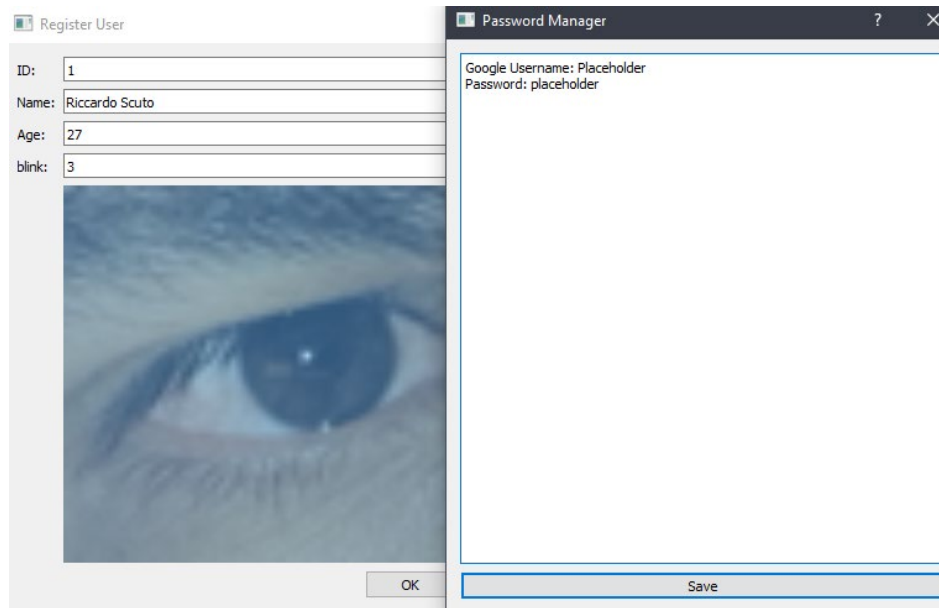 Register User
ID: 1
Name: Riccardo Scuto
Age: 27
blink: 3
OK
Password Manager
?
Google Username: Placeholder
Password: placeholder
Save